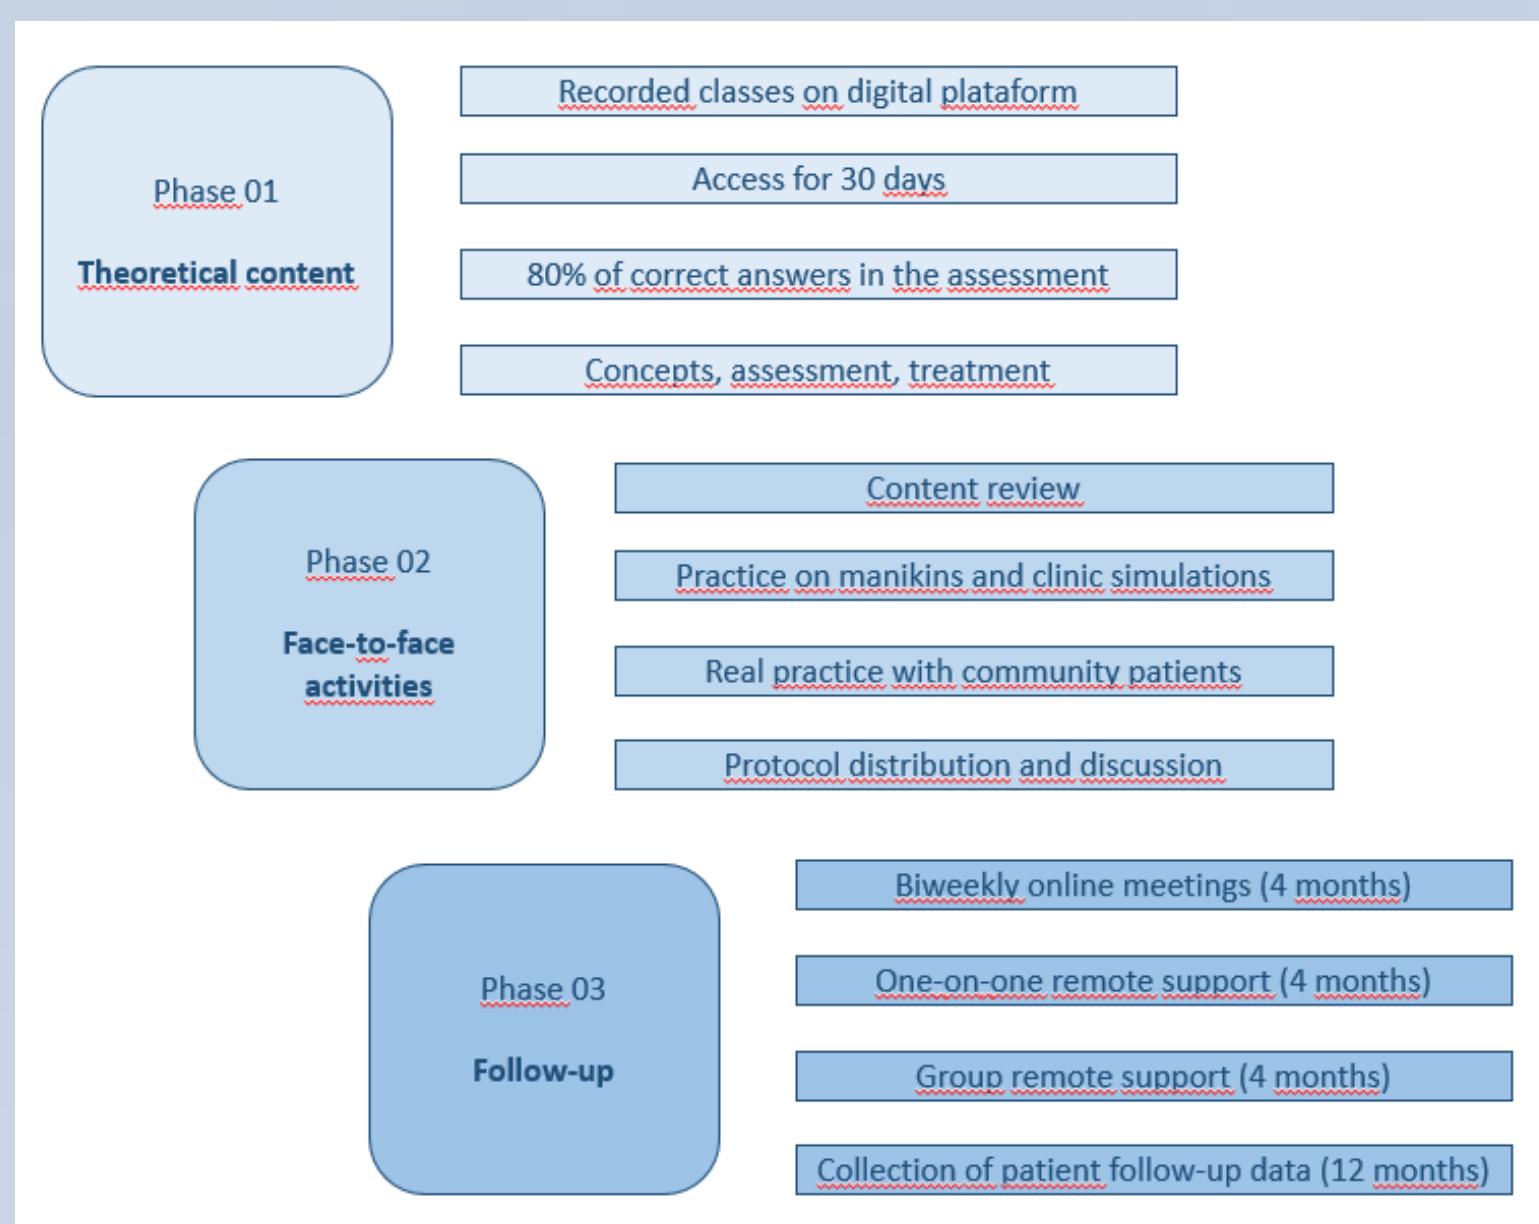 Phase 01
Theoretical content
Recorded classes on digital plataform
Access for 30 days
80% of correct answers in the assessment
Concepts, assessment, treatment
Phase 02
Face-to-face
activities
Content review
Practice on manikins and clinic simulations
Real practice with community patients
Protocol distribution and discussion
Phase 03
Follow-up
Biweekly online meetings (4 months)
One-on-one remote support (4 months)
Group remote support (4 months)
Collection of patient follow-up data (12 months)